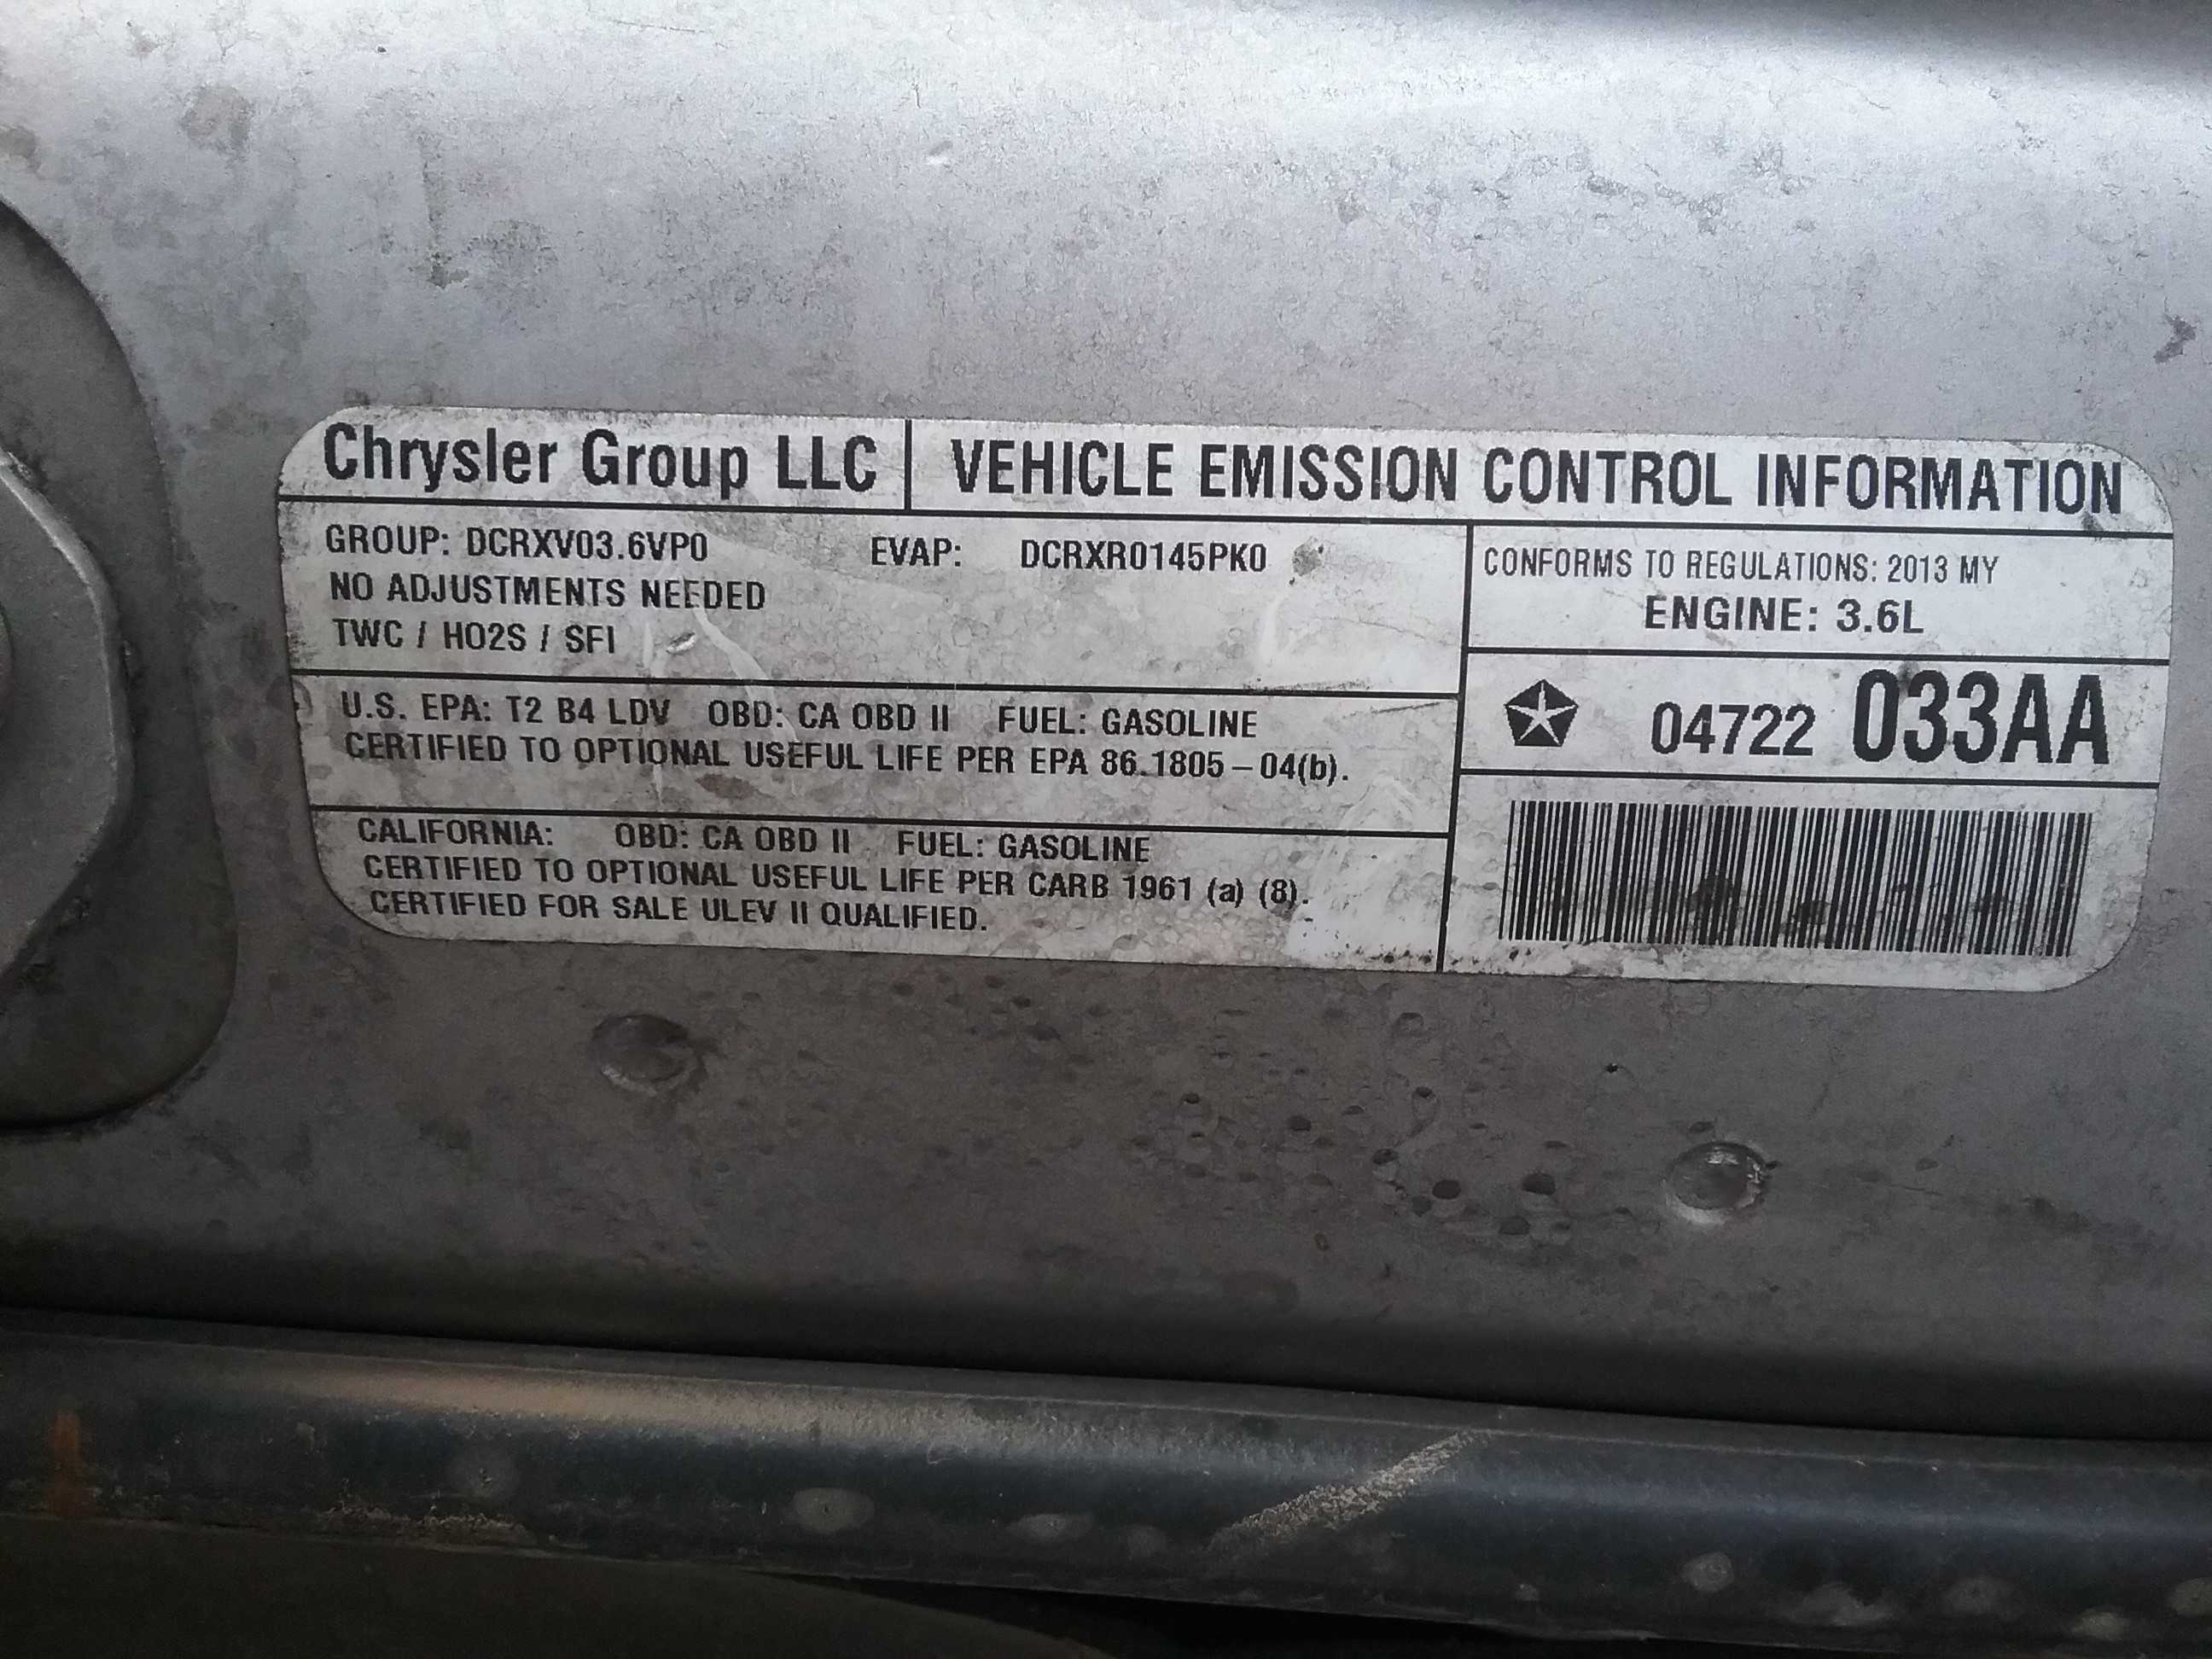 Chrysler Group LLC VEHICLE EMISSION CONTROL INFORMATION
GROUP: DCRXV03.6VP0 EVAP: DCRXR0145PK0
NO ADJUSTMENTS NEEDED
TWC / HO2S / SFI
CONFORMS TO REGULATIONS: 2013 MY
ENGINE: 3.6L
04722 033AA
U.S. EPA: T2 B4 LDV OBD: CA OBD II FUEL: GASOLINE
CERTIFIED TO OPTIONAL USEFUL LIFE PER EPA 86.1805–04(b).
CALIFORNIA: OBD: CA OBD II FUEL: GASOLINE
CERTIFIED TO OPTIONAL USEFUL LIFE PER CARB 1961 (a) (8).
CERTIFIED FOR SALE ULEV II QUALIFIED.